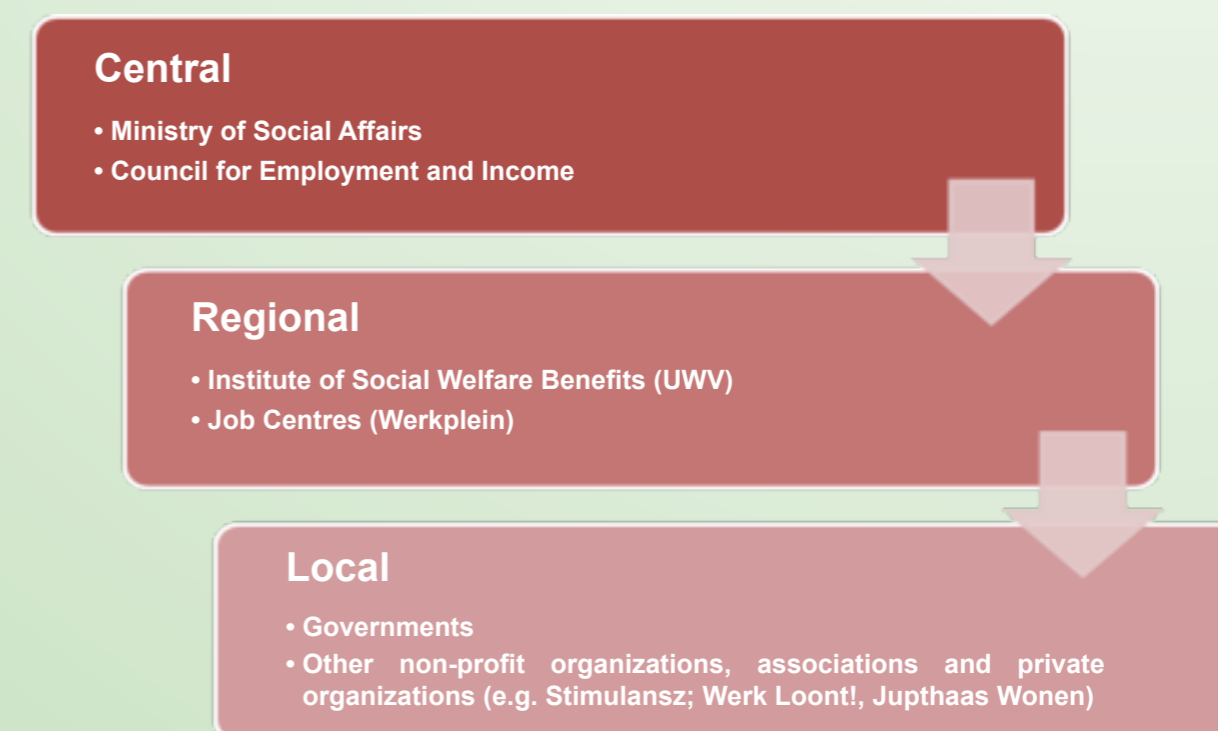 Central
• Ministry of Social Affairs
• Council for Employment and Income
Regional
• Institute of Social Welfare Benefits (UWV)
• Job Centres (Werkplein)
Local
• Governments
• Other non-profit organizations, associations and private
organizations (e.g. Stimulansz; Werk Loont!, Jupthaas Wonen)